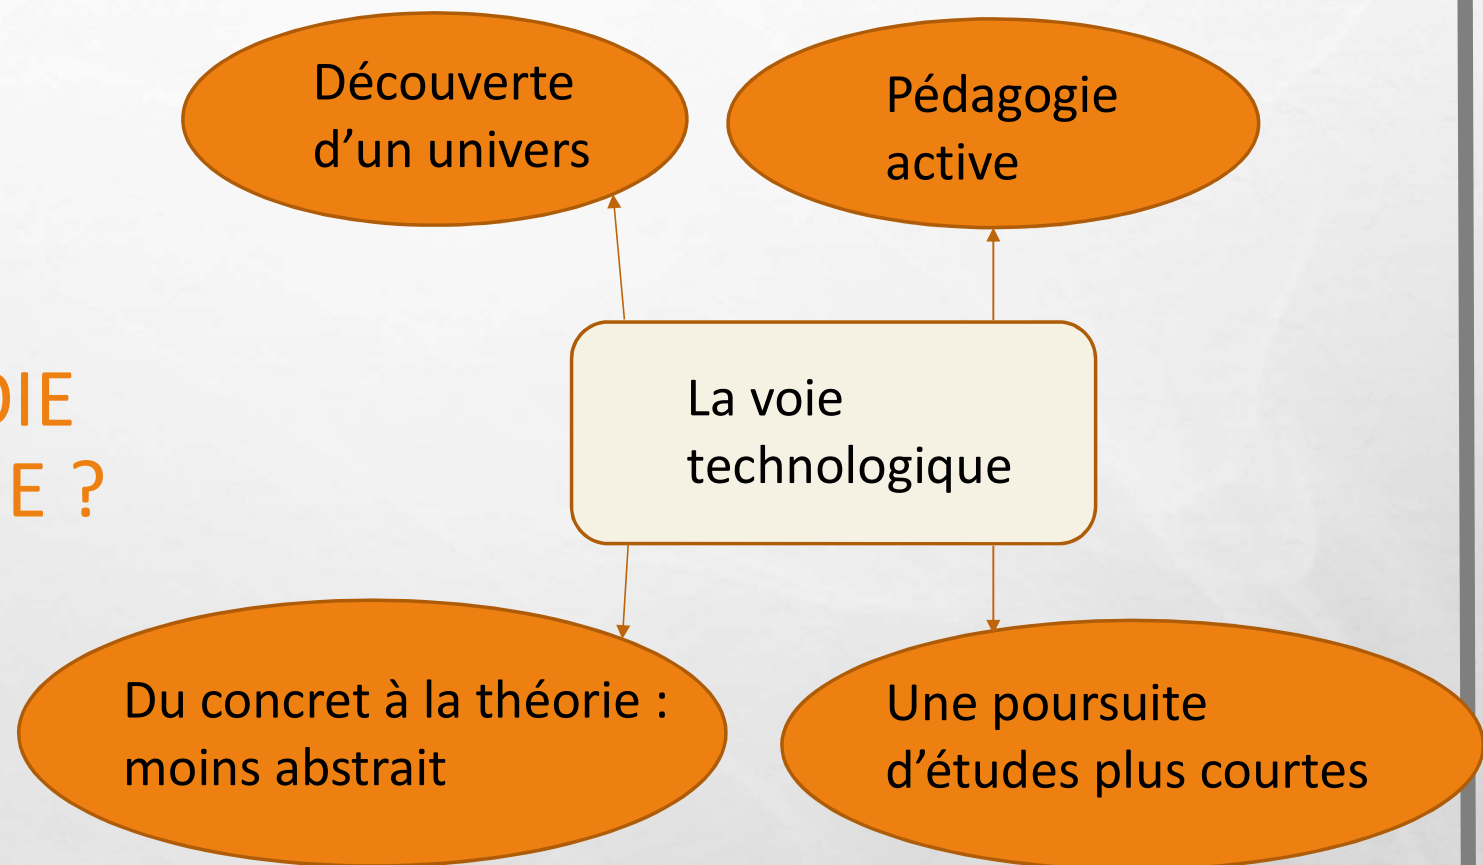 Découverte
d’un univers
Pédagogie
active
OIE
E ?
La voie
technologique
Du concret à la théorie :
moins abstrait
Une poursuite
d’études plus courtes